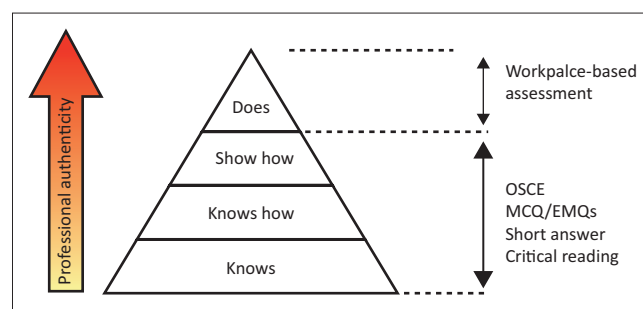 Professional authenticity
Does
Show how
Knows how
Knows
Workpalce-based
assessment
OSCE
MCQ/EMQs
Short answer
Critical reading